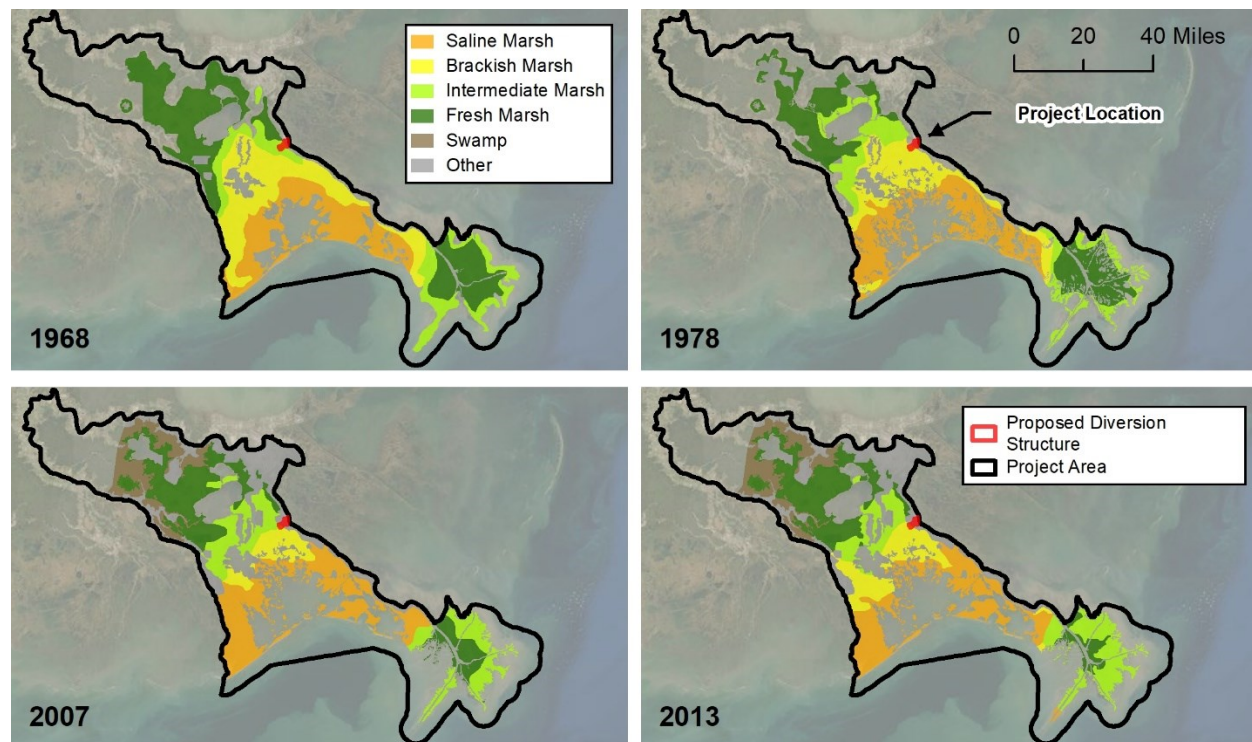 Saline Marsh
Brackish Marsh
Intermediate Marsh
Fresh Marsh
Swamp
Other
1968
0 20 40 Miles
Project Location
1978
2007
Proposed Diversion
Structure
Project Area
2013